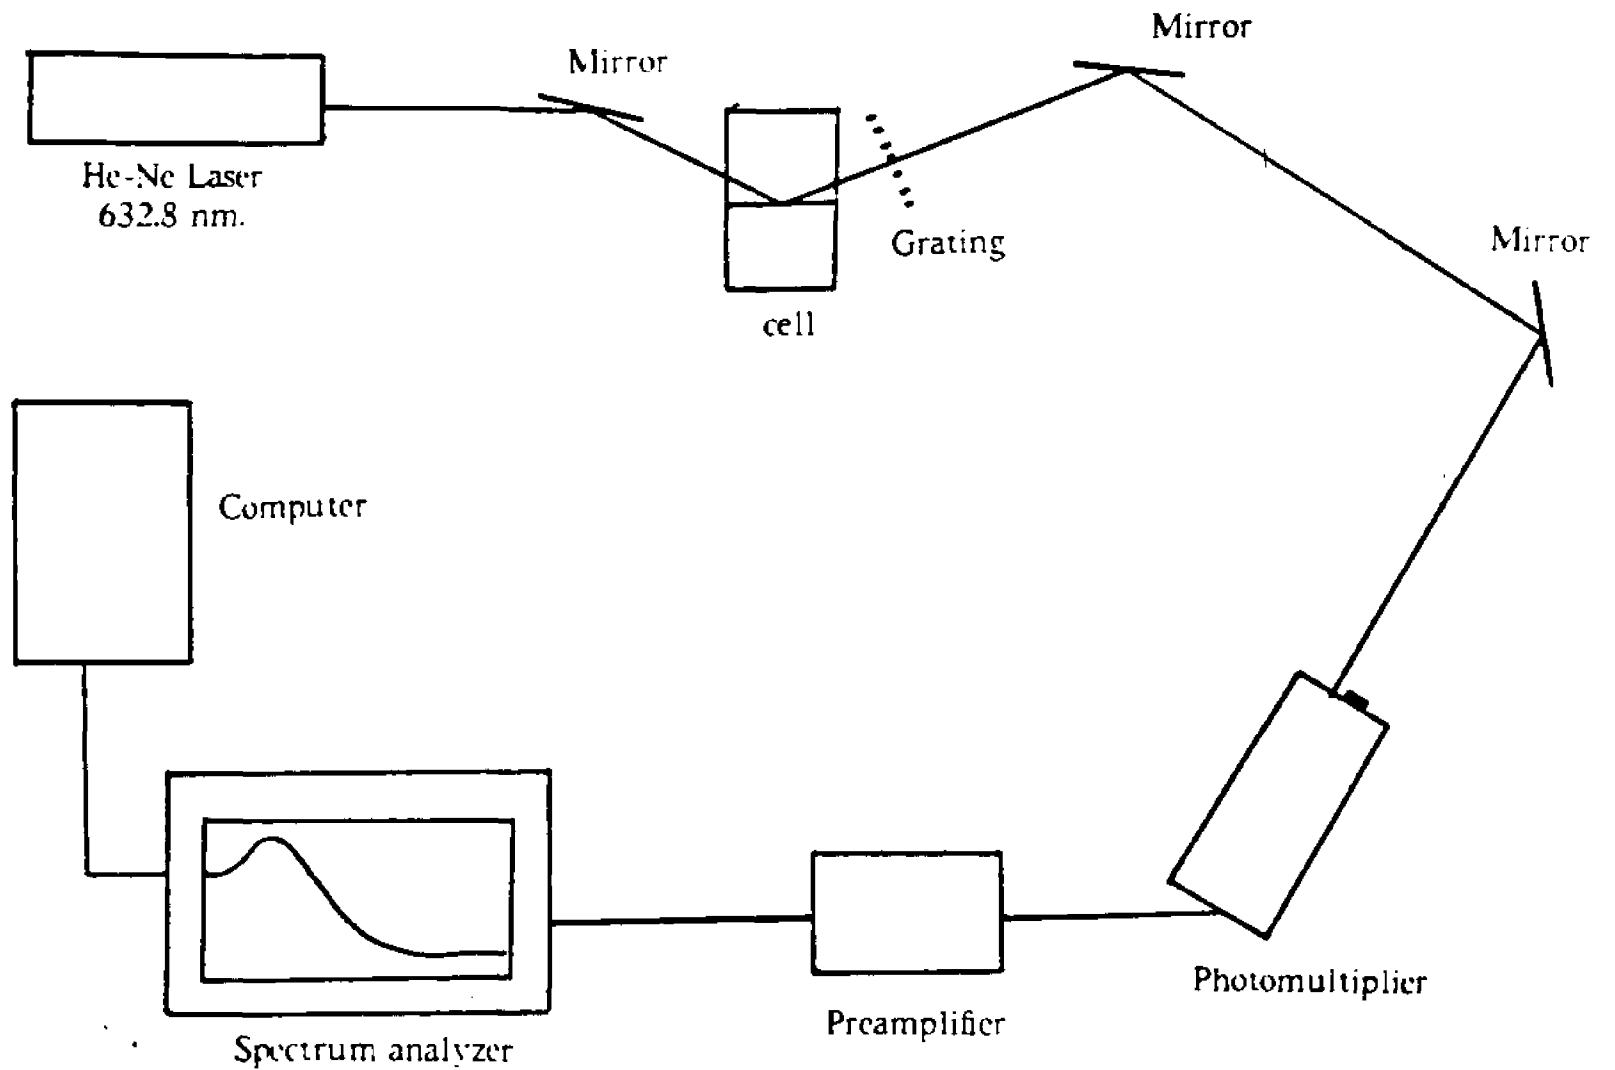 Mirror
Mirror
He-Ne Laser
632.8 nm.
Grating
Mirror
cell
Computer
Photomultiplier
Preamplifier
Spectrum analyzer